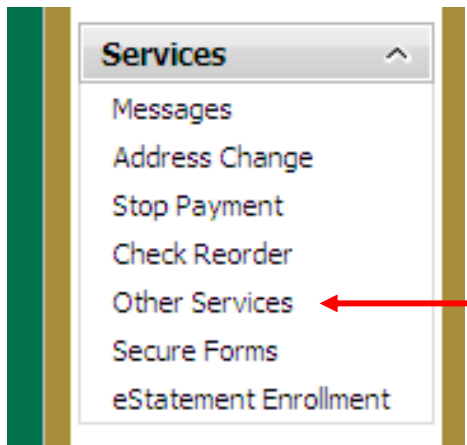 Services
Messages
Address Change
Stop Payment
Check Reorder
Other Services
Secure Forms
eStatement Enrollment